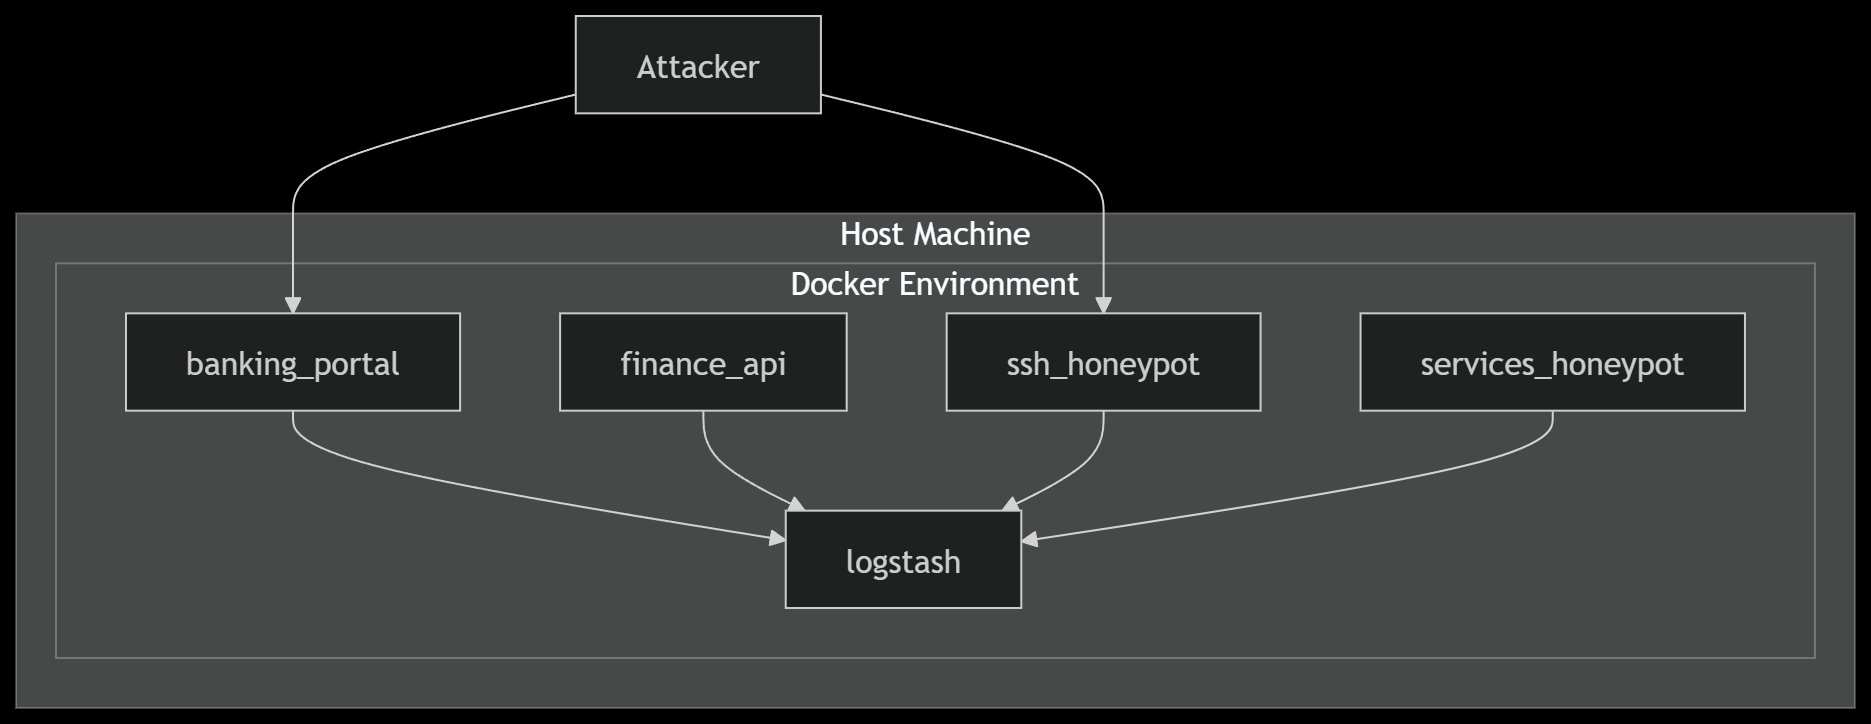 Attacker
Host Machine
Docker Environment
banking_portal
finance_api
ssh_honeypot
services_honeypot
logstash